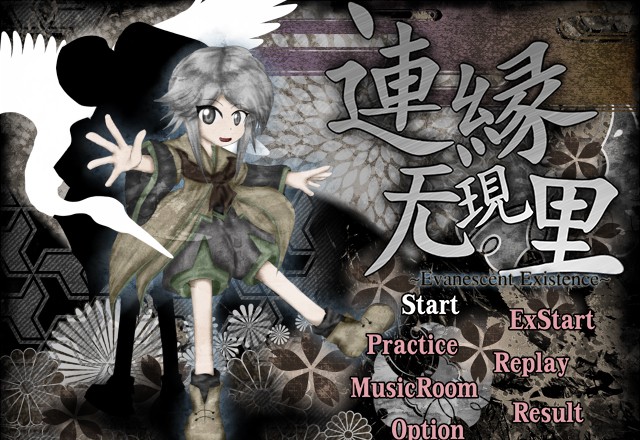 連縁
无現里
~Evanescent Existence~
Start
ExStart
Practice
Replay
MusicRoom
Result
Option